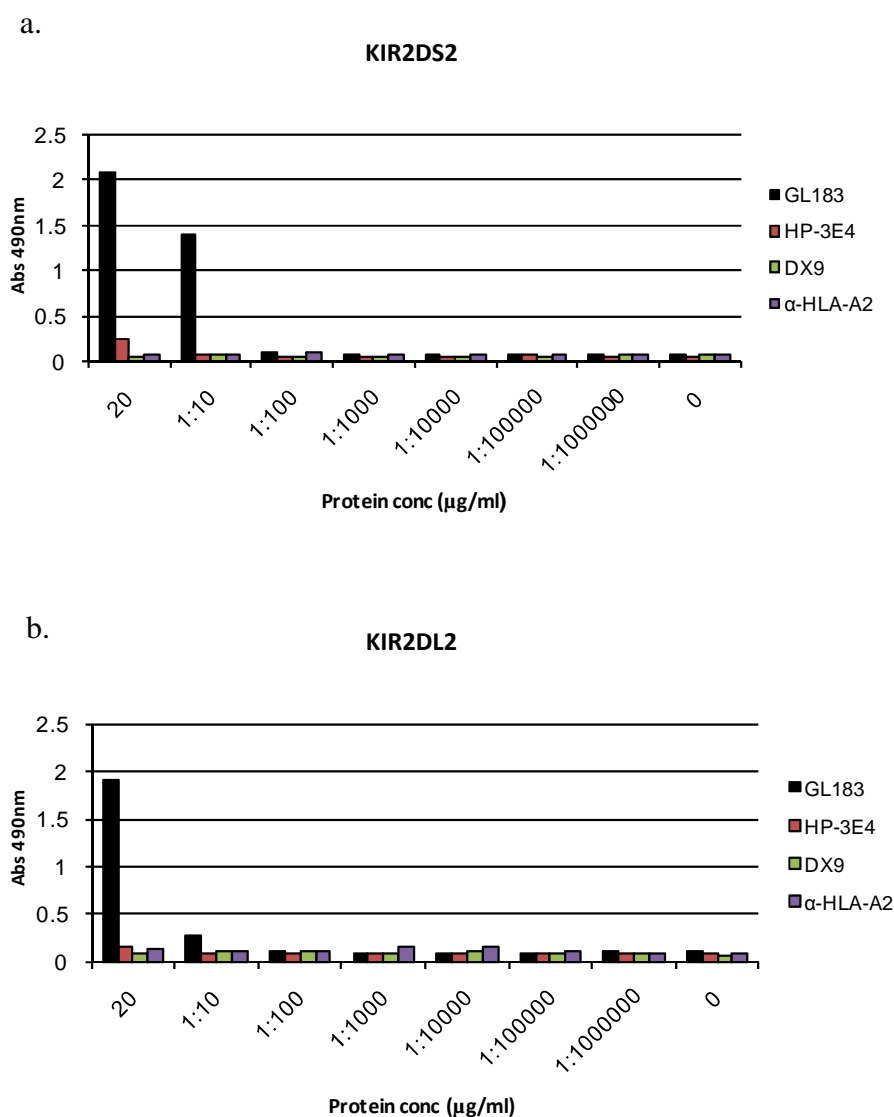 a.
KIR2DS2
2.5
2
1.5
1
0.5
0
Abs 490nm
20
1:10
1:100
1:1000
1:10000
1:100000
1:1000000
0
Protein conc (µg/ml)
GL183
HP-3E4
DX9
α-HLA-A2
b.
KIR2DL2
2.5
2
1.5
1
0.5
0
Abs 490nm
20
1:10
1:100
1:1000
1:10000
1:100000
1:1000000
0
Protein conc (µg/ml)
GL183
HP-3E4
DX9
α-HLA-A2